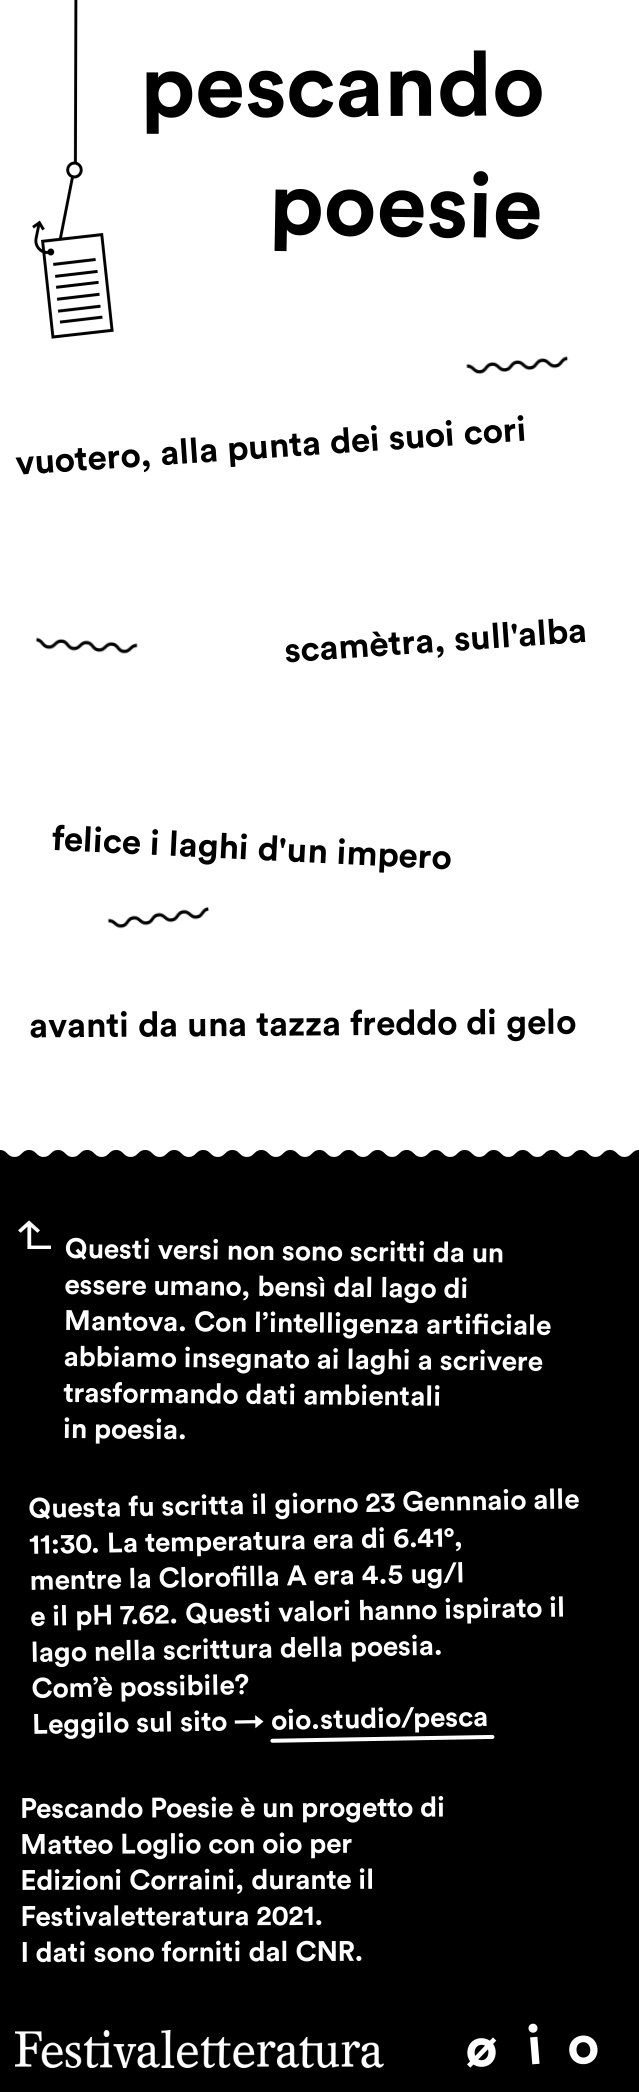 pescando
poesie
vuotero, alla punta dei suoi cori
scamètra, sull'alba
felice i laghi d'un impero
avanti da una tazza freddo di gelo
Questi versi non sono scritti da un
essere umano, bensì dal lago di
Mantova. Con l’intelligenza artificiale
abbiamo insegnato ai laghi a scrivere
trasformando dati ambientali
in poesia.
Questa fu scritta il giorno 23 Gennnaio alle
11:30. La temperatura era di 6.41°,
mentre la Clorofilla A era 4.5 ug/l
e il pH 7.62. Questi valori hanno ispirato il
lago nella scrittura della poesia.
Com’è possibile?
Leggilo sul sito → oio.studio/pesca
Pescando Poesie è un progetto di
Matteo Loglio con oio per
Edizioni Corraini, durante il
Festivaletteratura 2021.
I dati sono forniti dal CNR.
Festivaletteratura ø i o